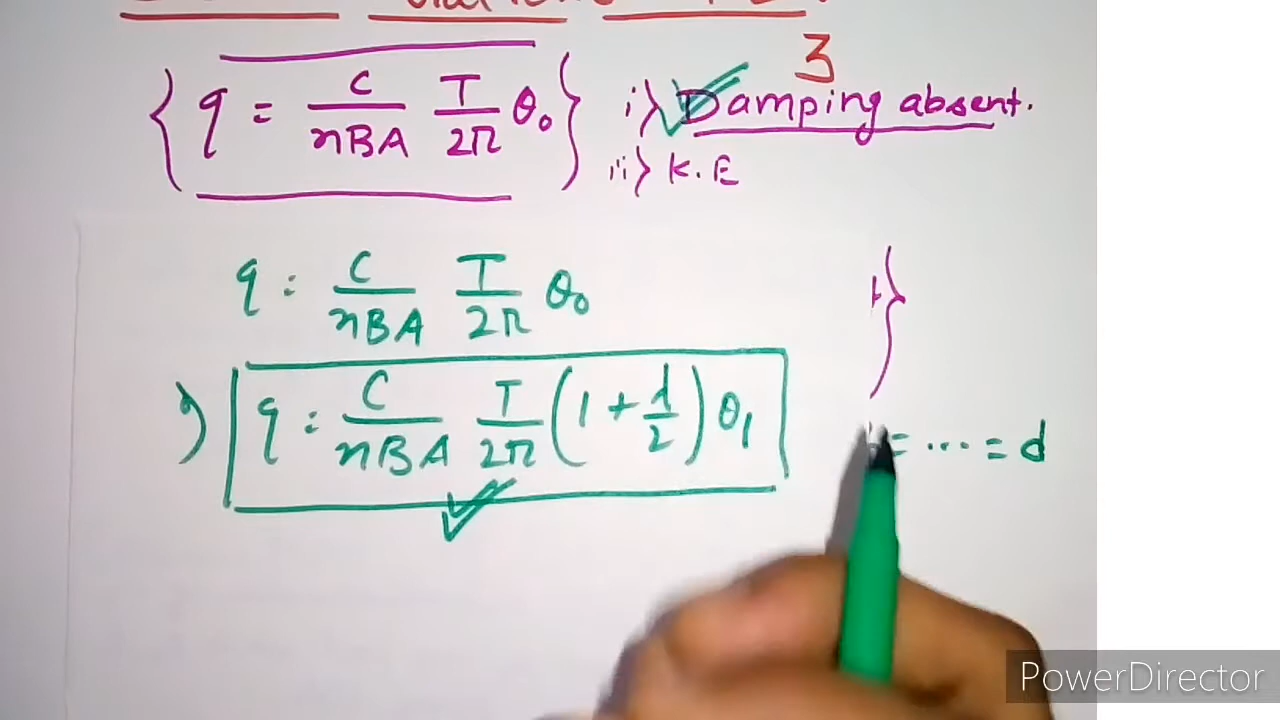 3
{ q = C/nBA T/2π θ₀ } i) Damping absent.
ii) K.E
q = C/nBA T/2π θ₀
q = C/nBA T/2π (1 + λ/2) θ₁
= ... = d
PowerDirector